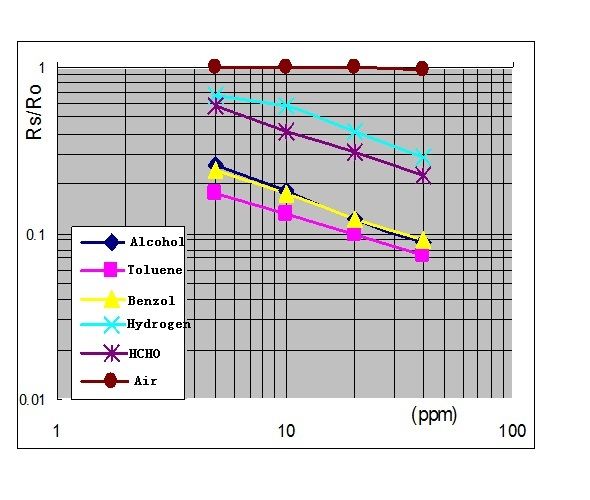 1
Rs/Ro
0.1
Alcohol
Toluene
Benzol
Hydrogen
HCHO
Air
0.01
(ppm)
1 10 100